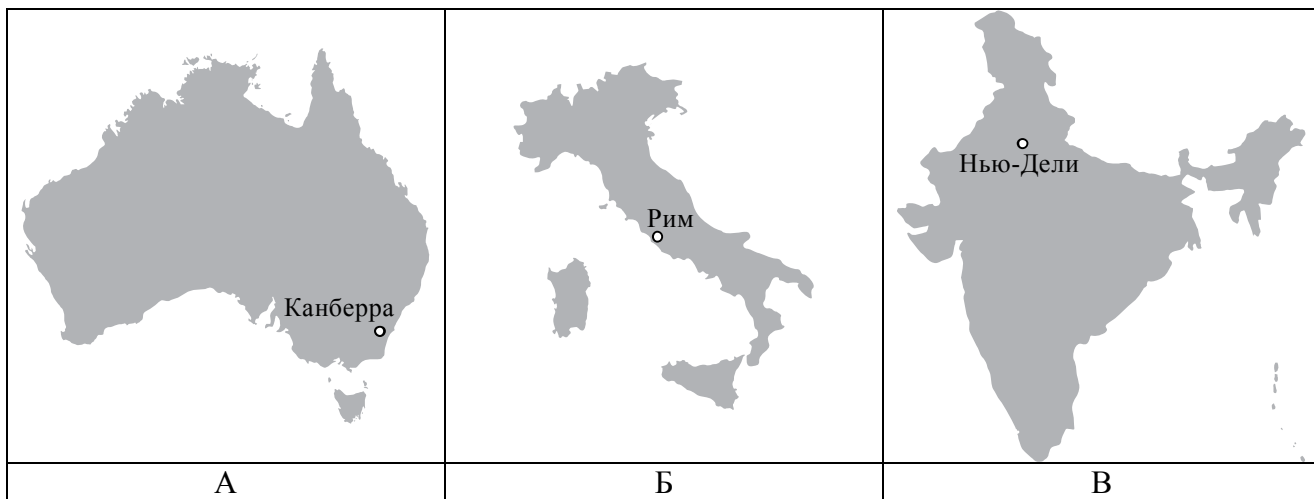 Канберра
Рим
Нью-Дели
А
Б
В